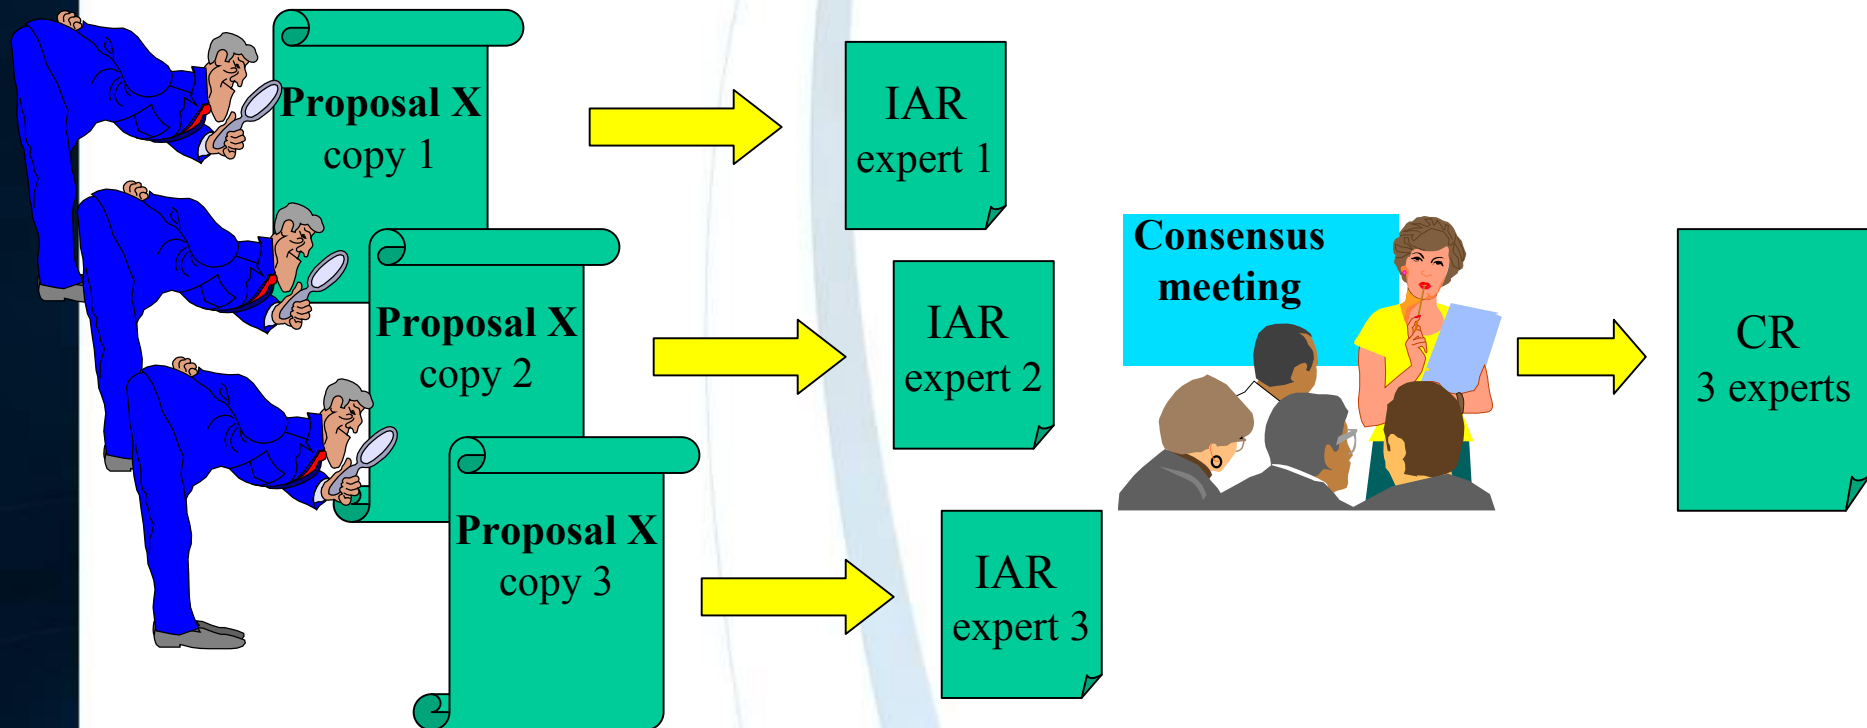 Proposal X
copy 1
IAR
expert 1
Proposal X
copy 2
IAR
expert 2
Proposal X
copy 3
IAR
expert 3
Consensus
meeting
CR
3 experts